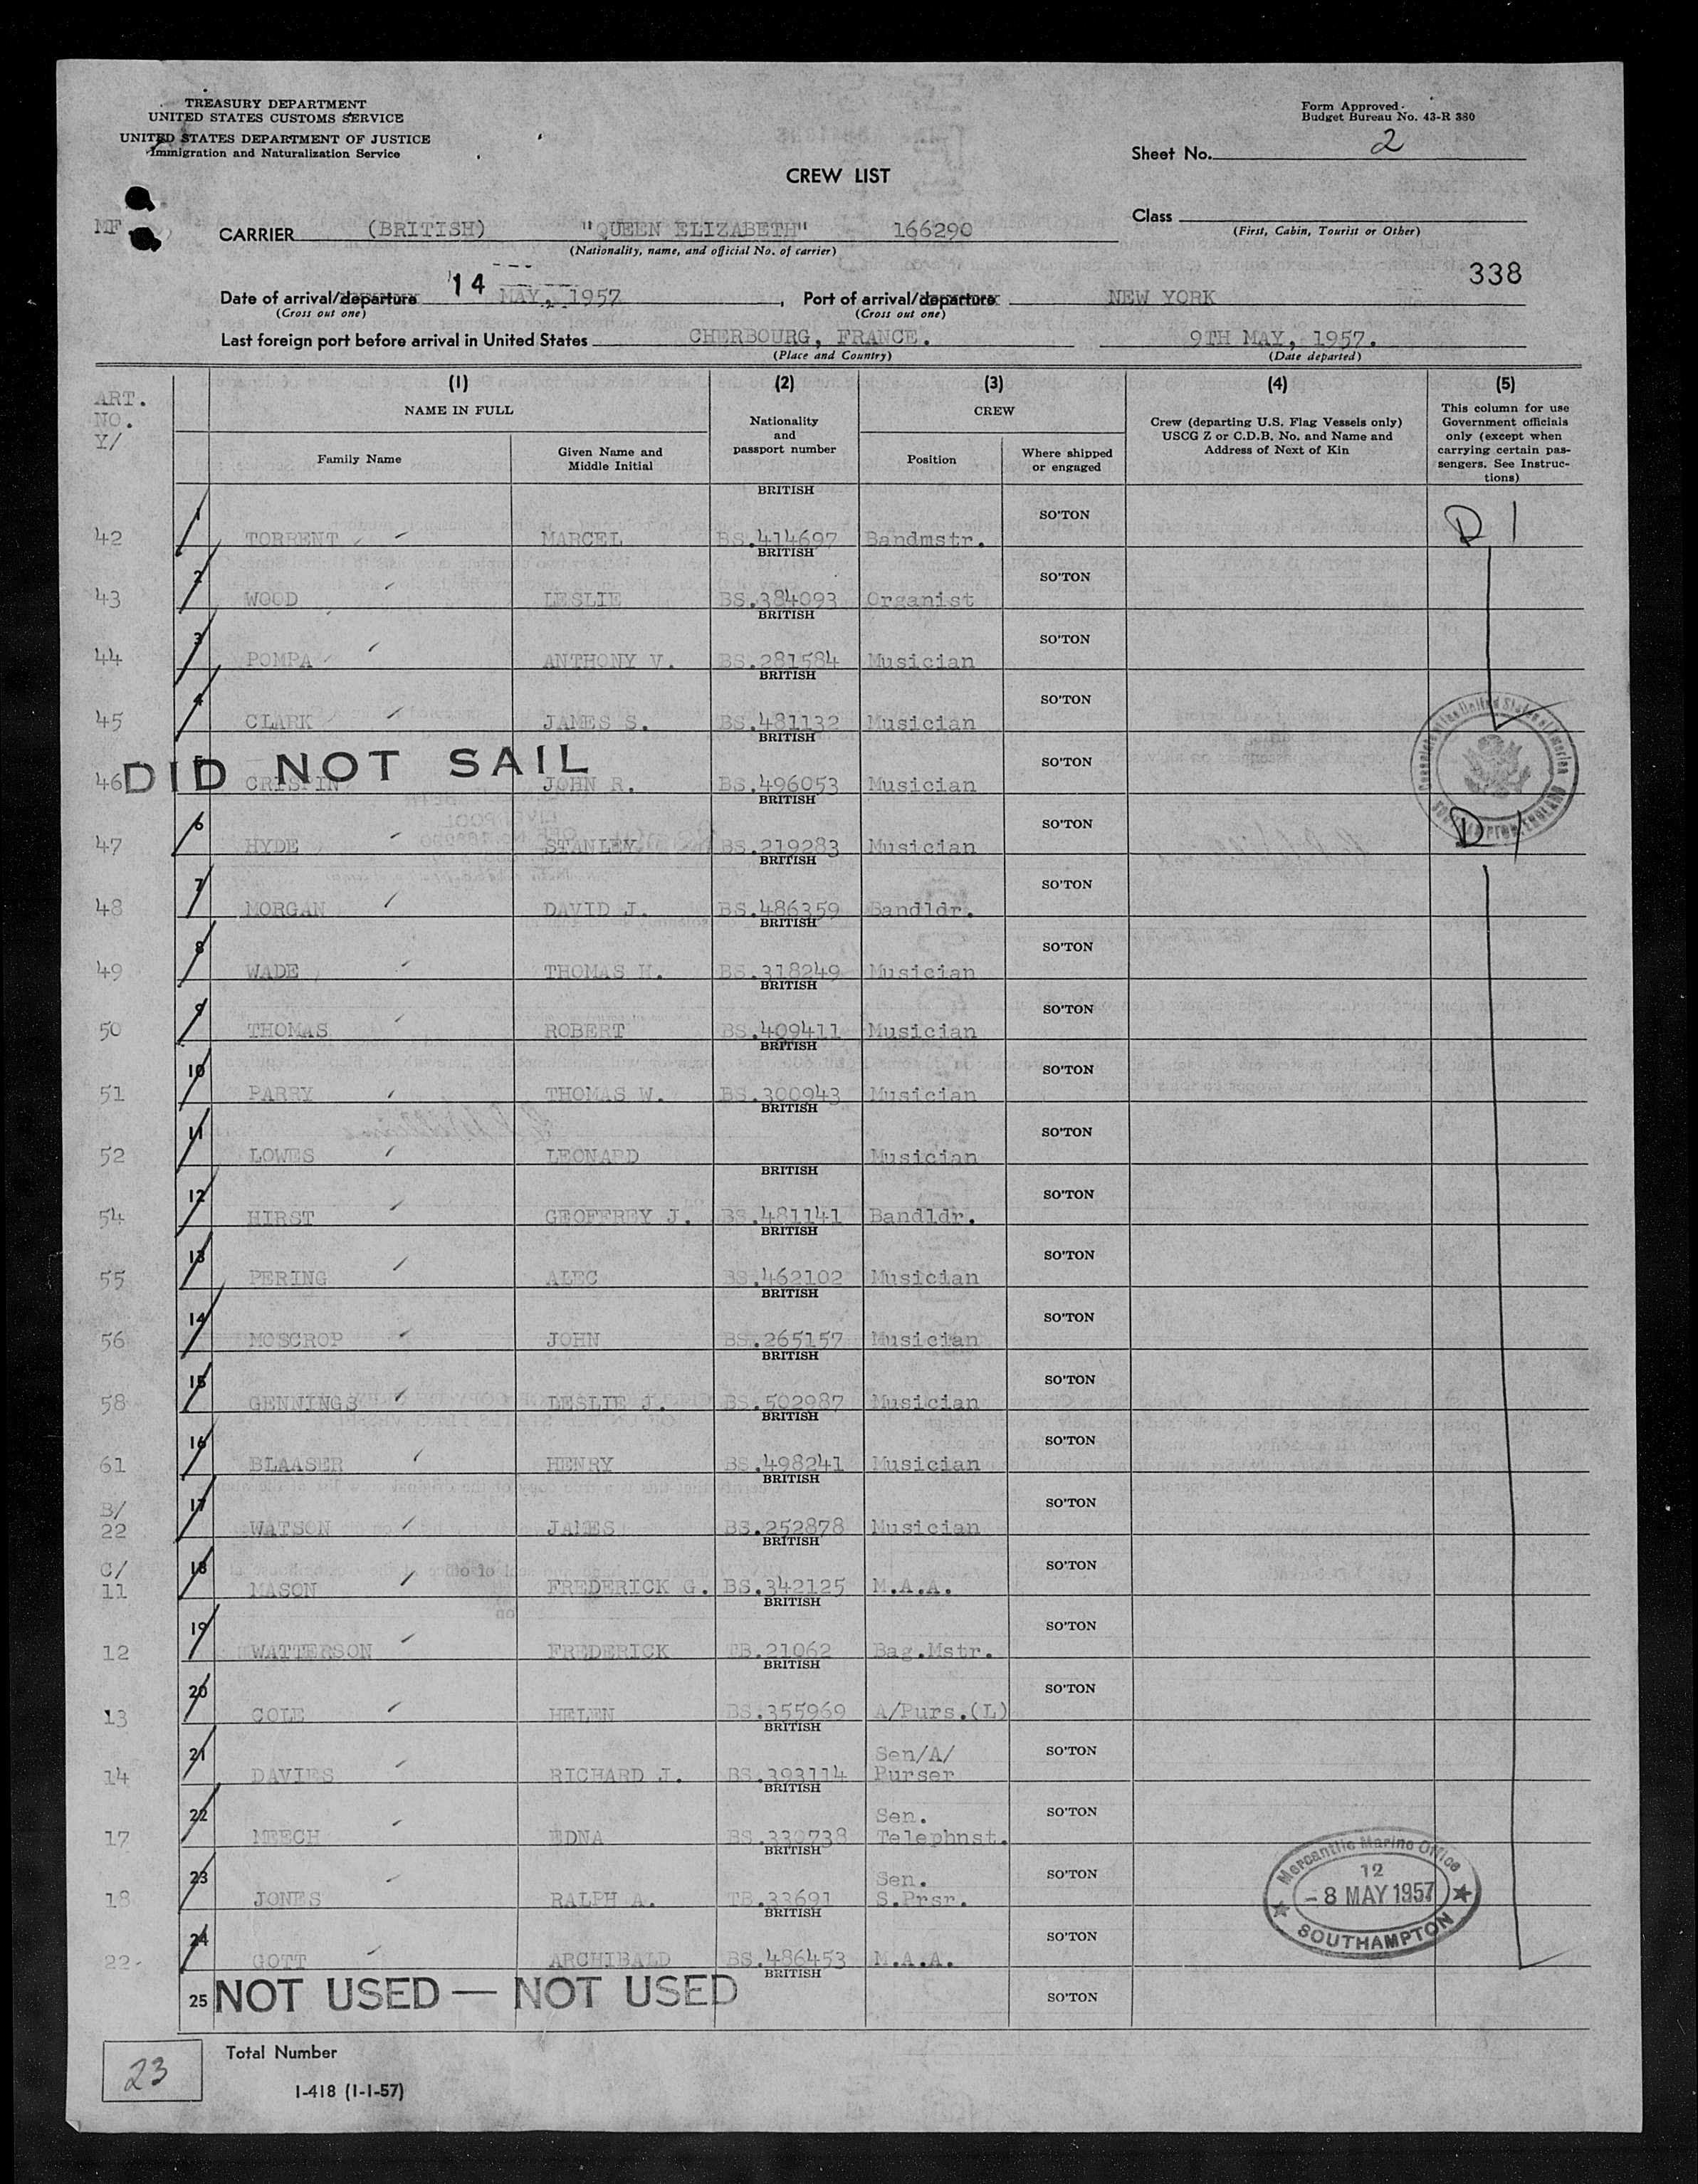 TREASURY DEPARTMENT
UNITED STATES CUSTOMS SERVICE
UNITED STATES DEPARTMENT OF JUSTICE
Immigration and Naturalization Service
Form Approved.
Budget Bureau No. 43-R 380
Sheet No. 2
CREW LIST
Class
(First, Cabin, Tourist or Other)
MF
CARRIER (BRITISH) "QUEEN ELIZABETH" 166290
(Nationality, name, and official No. of carrier)
338
Date of arrival/departure 14 MAY, 1957, Port of arrival/departure NEW YORK
(Cross out one) (Cross out one)
Last foreign port before arrival in United States CHERBOURG, FRANCE. 9TH MAY, 1957.
(Place and Country) (Date departed)
ART. NO. Y/
(1) (2) (3) (4) (5)
NAME IN FULL
Family Name
Given Name and Middle Initial
Nationality and passport number
CREW
Position
Where shipped or engaged
Crew (departing U.S. Flag Vessels only)
USCG Z or C.D.B. No. and Name and
Address of Next of Kin
This column for use
Government officials
only (except when
carrying certain pas-
sengers. See Instruc-
tions)
BRITISH
42 1 TORRENT MARCEL BS.414697 Bandmstr. SO'TON D 1
BRITISH
43 2 WOOD LESLIE BS.384093 Organist SO'TON
BRITISH
44 3 POMPA ANTHONY V. BS.281584 Musician SO'TON
BRITISH
45 4 CLARK JAMES S. BS.481132 Musician SO'TON
BRITISH
DID NOT SAIL
46 5 CRISPIN JOHN R. BS.496053 Musician SO'TON
BRITISH
47 6 HYDE STANLEY BS.219283 Musician SO'TON D 1
BRITISH
48 7 MORGAN DAVID J. BS.486359 Bandldr. SO'TON
BRITISH
49 8 WADE THOMAS H. BS.318249 Musician SO'TON
BRITISH
50 9 THOMAS ROBERT BS.409411 Musician SO'TON
BRITISH
51 10 PARRY THOMAS W. BS.300943 Musician SO'TON
BRITISH
52 11 LOWES LEONARD Musician SO'TON
BRITISH
54 12 HIRST GEOFFREY J. BS.481141 Bandldr. SO'TON
BRITISH
55 13 PERING ALEC BS.462102 Musician SO'TON
BRITISH
56 14 MOSCROP JOHN BS.265157 Musician SO'TON
BRITISH
58 15 GENNINGS LESLIE J. BS.502987 Musician SO'TON
BRITISH
61 16 BLAASER HENRY BS.498241 Musician SO'TON
BRITISH
B/ 22 17 WATSON JAMES BS.252878 Musician SO'TON
BRITISH
C/ 11 18 MASON FREDERICK G. BS.342125 M.A.A. SO'TON
BRITISH
12 19 WATTERSON FREDERICK TB.21062 Bag.Mstr. SO'TON
BRITISH
13 20 COLE HELEN BS.355969 A/Purs.(L) SO'TON
BRITISH
14 21 DAVIES RICHARD J. BS.393114 Sen/A/ Purser SO'TON
BRITISH
17 22 MEECH EDNA BS.330738 Sen. Telephnst. SO'TON
BRITISH
18 23 JONES RALPH A. TB.33691 Sen. S.Prsr. SO'TON
BRITISH
22 24 GOTT ARCHIBALD BS.486453 M.A.A. SO'TON
BRITISH
25 NOT USED — NOT USED SO'TON
Mercantile Marine Office
12
-8 MAY 1957
SOUTHAMPTON
23 Total Number
I-418 (1-1-57)